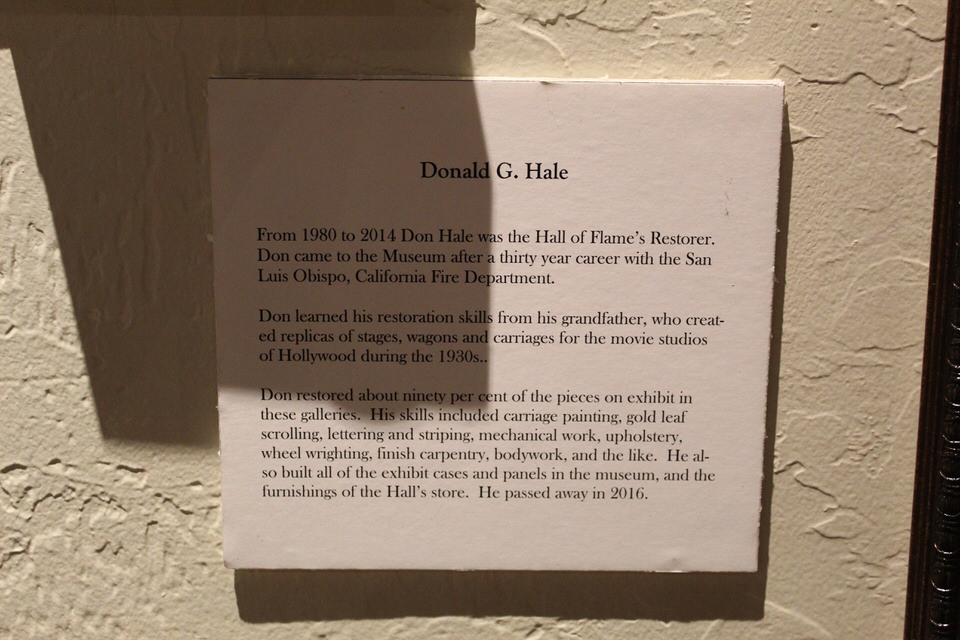 Donald G. Hale
From 1980 to 2014 Don Hale was the Hall of Flame's Restorer.
Don came to the Museum after a thirty year career with the San
Luis Obispo, California Fire Department.
Don learned his restoration skills from his grandfather, who creat-
ed replicas of stages, wagons and carriages for the movie studios
of Hollywood during the 1930s..
Don restored about ninety per cent of the pieces on exhibit in
these galleries.  His skills included carriage painting, gold leaf
scrolling, lettering and striping, mechanical work, upholstery,
wheel wrighting, finish carpentry, bodywork, and the like.  He al-
so built all of the exhibit cases and panels in the museum, and the
furnishings of the Hall's store.  He passed away in 2016.